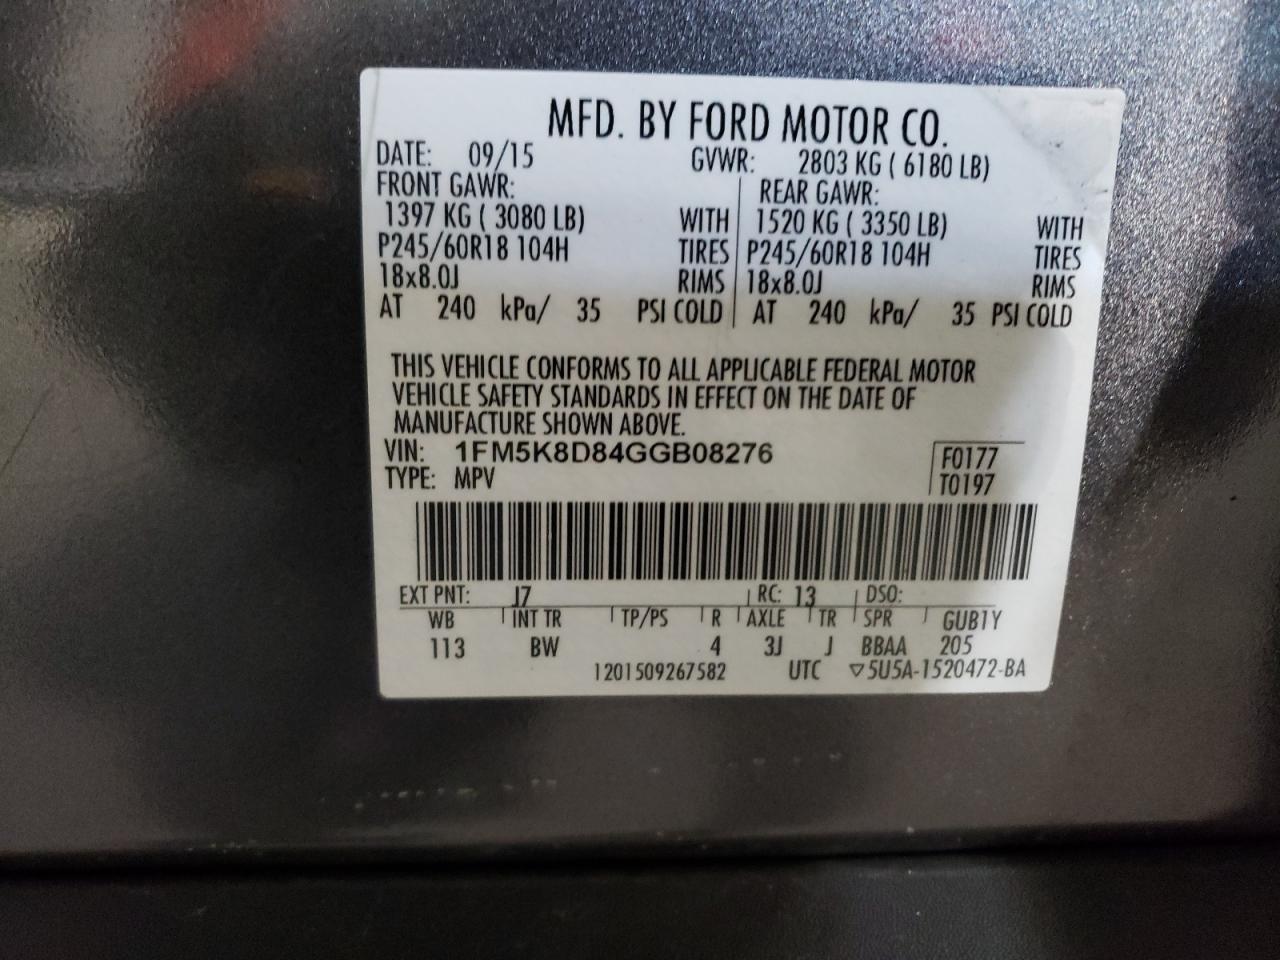 MFD. BY FORD MOTOR CO.
DATE: 09/15 GVWR: 2803 KG ( 6180 LB)
FRONT GAWR: REAR GAWR:
1397 KG ( 3080 LB) WITH 1520 KG ( 3350 LB) WITH
P245/60R18 104H TIRES P245/60R18 104H TIRES
18x8.0J RIMS 18x8.0J RIMS
AT 240 kPa/ 35 PSI COLD AT 240 kPa/ 35 PSI COLD
THIS VEHICLE CONFORMS TO ALL APPLICABLE FEDERAL MOTOR
VEHICLE SAFETY STANDARDS IN EFFECT ON THE DATE OF
MANUFACTURE SHOWN ABOVE.
VIN: 1FM5K8D84GGB08276 F0177
TYPE: MPV T0197
EXT PNT: J7 RC: 13 DSO:
WB INT TR TP/PS R AXLE TR SPR GUB1Y
113 BW 4 3J J BBAA 205
1201509267582 UTC ▽5U5A-1520472-BA